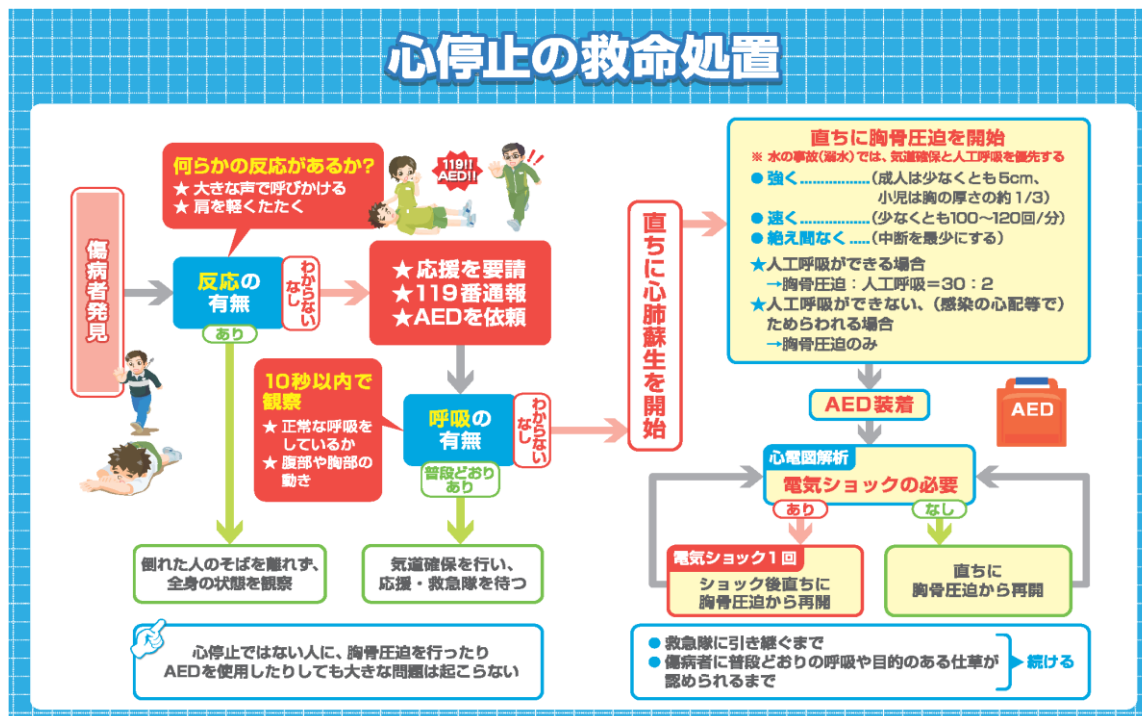 心停止の救命処置
傷病者発見
何らかの反応があるか?
★ 大きな声で呼びかける
★ 肩を軽くたたく
119!!
AED!!
!!
反応の
有無
わからない
なし
あり
★応援を要請
★119番通報
★AEDを依頼
10秒以内で
観察
★ 正常な呼吸を
しているか
★ 腹部や胸部の
動き
呼吸の
有無
わからない
なし
普段どおり
あり
倒れた人のそばを離れず、
全身の状態を観察
気道確保を行い、
応援・救急隊を待つ
心停止ではない人に、胸骨圧迫を行ったり
AEDを使用したりしても大きな問題は起こらない
直ちに心肺蘇生を開始
直ちに胸骨圧迫を開始
※ 水の事故(溺水)では、気道確保と人工呼吸を優先する
● 強く..................(成人は少なくとも5cm、
小児は胸の厚さの約1/3)
● 速く..................(少なくとも100〜120回/分)
● 絶え間なく.....(中断を最少にする)
★人工呼吸ができる場合
→胸骨圧迫:人工呼吸=30:2
★人工呼吸ができない、(感染の心配等で)
ためらわれる場合
→胸骨圧迫のみ
AED装着
AED
心電図解析
電気ショックの必要
あり
なし
電気ショック1回
ショック後直ちに
胸骨圧迫から再開
直ちに
胸骨圧迫から再開
● 救急隊に引き継ぐまで
● 傷病者に普段どおりの呼吸や目的のある仕草が
認められるまで
続ける